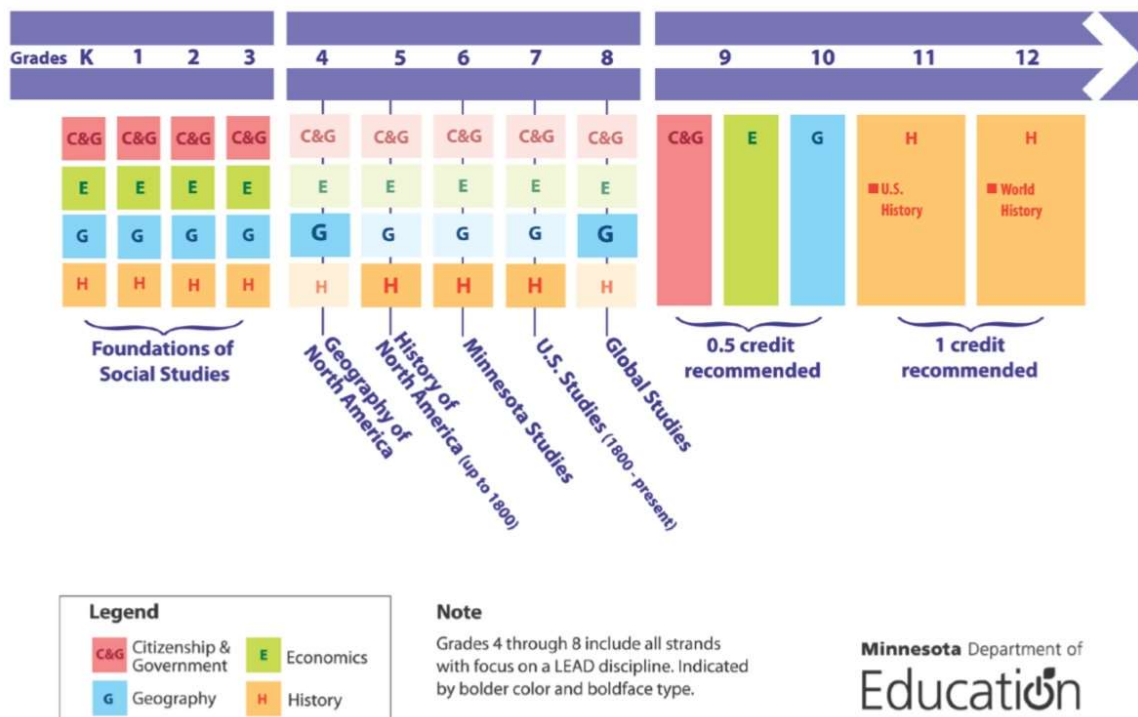 Grades K 1 2 3 4 5 6 7 8 9 10 11 12
C&G C&G C&G C&G C&G C&G C&G C&G C&G C&G E G H H
E E E E E E E E E
■ U.S. History
■ World History
G G G G G G G G G
H H H H H H H H H
Foundations of
Social Studies
Geography of
North America
History of
North America (up to 1800)
Minnesota Studies
U.S. Studies (1800 - present)
Global Studies
0.5 credit
recommended
1 credit
recommended
Legend
C&G Citizenship &
Government
E Economics
G Geography
H History
Note
Grades 4 through 8 include all strands
with focus on a LEAD discipline. Indicated
by bolder color and boldface type.
Minnesota Department of
Education